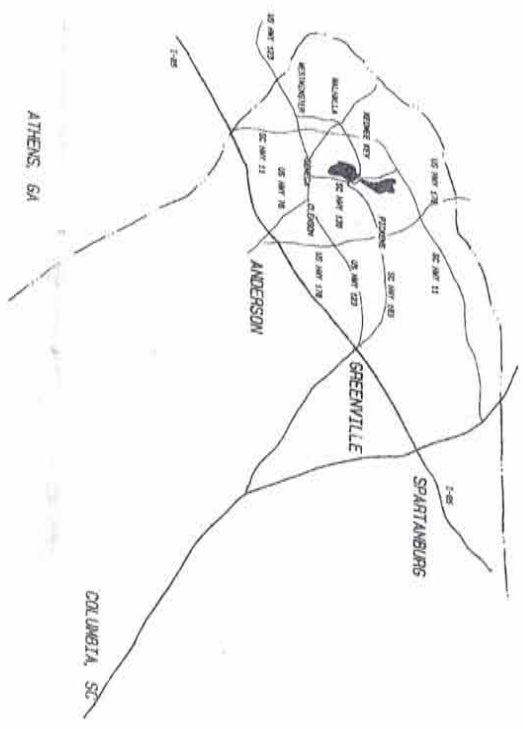 US HWY 123
I-85
WESTMINSTER
WALHALLA
KEOWEE KEY
US HWY 178
SC HWY 11
SC HWY 11
US HWY 76
SENECA
CLEMSON
SC HWY 130
PICKENS
US HWY 178
US HWY 123
SC HWY 183
ANDERSON
GREENVILLE
SPARTANBURG
I-85
ATHENS, GA
COLUMBIA, SC